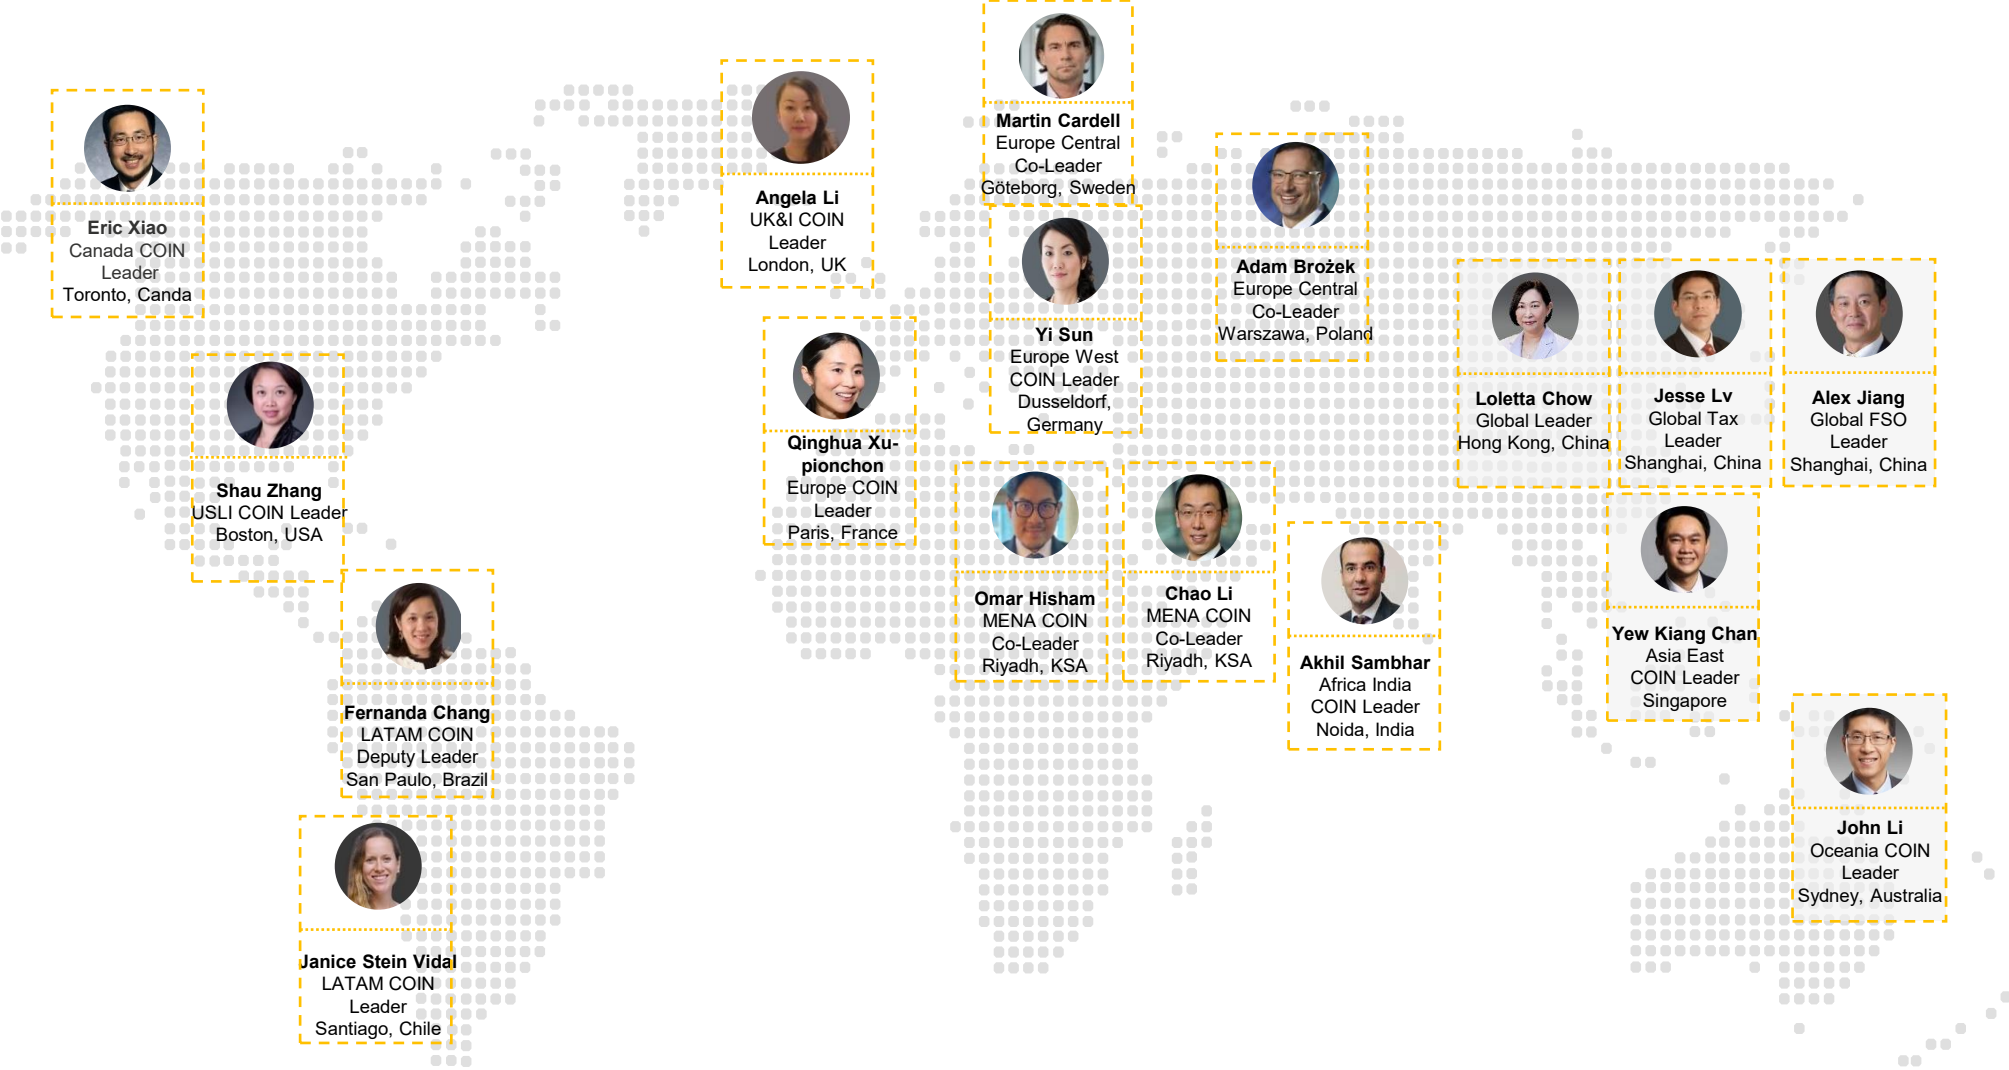 Eric Xiao
Canada COIN
Leader
Toronto, Canda
Shau Zhang
USLI COIN Leader
Boston, USA
Fernanda Chang
LATAM COIN
Deputy Leader
San Paulo, Brazil
Janice Stein Vidal
LATAM COIN
Leader
Santiago, Chile
Angela Li
UK&I COIN
Leader
London, UK
Qinghua Xu-
pionchon
Europe COIN
Leader
Paris, France
Martin Cardell
Europe Central
Co-Leader
Göteborg, Sweden
Yi Sun
Europe West
COIN Leader
Dusseldorf,
Germany
Adam Brożek
Europe Central
Co-Leader
Warszawa, Poland
Omar Hisham
MENA COIN
Co-Leader
Riyadh, KSA
Chao Li
MENA COIN
Co-Leader
Riyadh, KSA
Akhil Sambhar
Africa India
COIN Leader
Noida, India
Loletta Chow
Global Leader
Hong Kong, China
Jesse Lv
Global Tax
Leader
Shanghai, China
Alex Jiang
Global FSO
Leader
Shanghai, China
Yew Kiang Chan
Asia East
COIN Leader
Singapore
John Li
Oceania COIN
Leader
Sydney, Australia